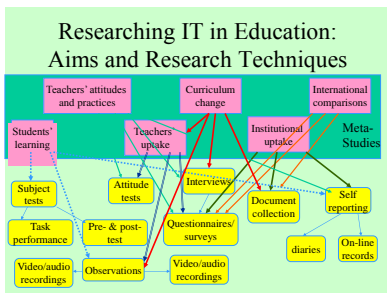 Researching IT in Education:
Aims and Research Techniques
Teachers' attitudes
and practices
Curriculum
change
International
comparisons
Students'
learning
Teachers'
uptake
Institutional
uptake
Meta-
Studies
Subject
tests
Attitude
tests
Interviews
Document
collection
Self
reporting
Task
performance
Pre- & post-
test
Questionnaires/
surveys
diaries
On-line
records
Video/audio
recordings
Observations
Video/audio
recordings